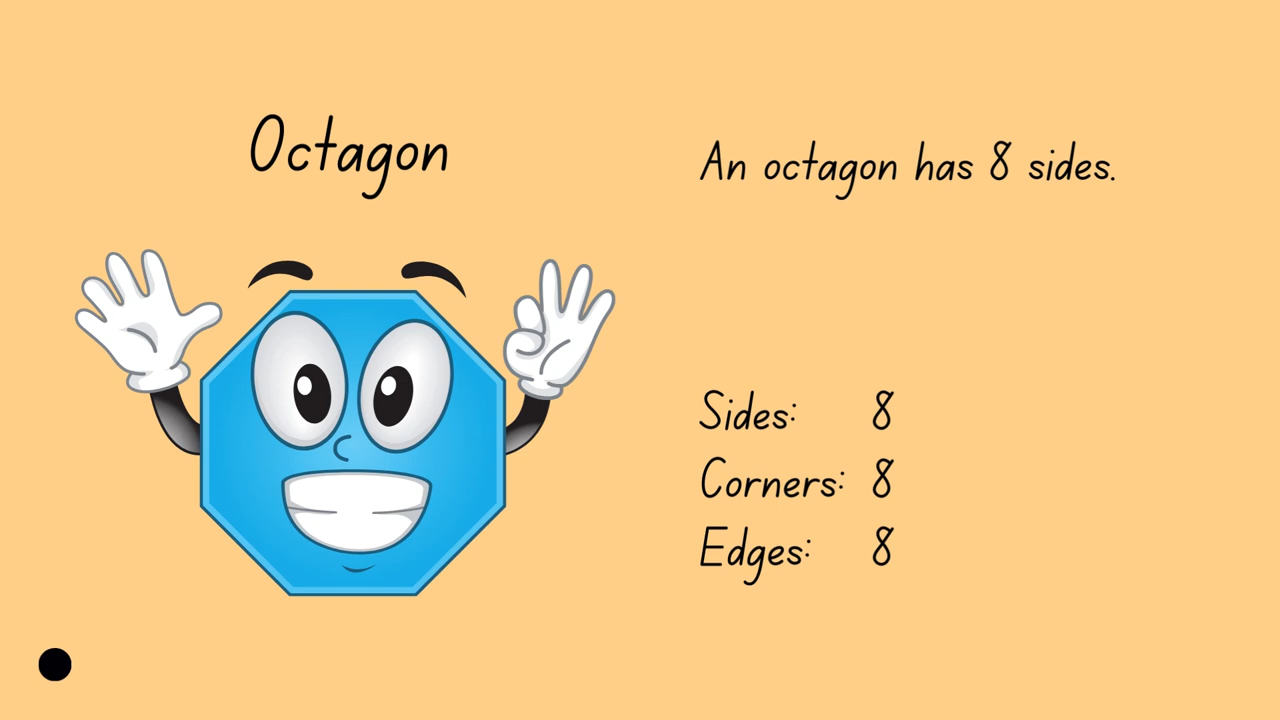 Octagon
An octagon has 8 sides.
Sides: 8
Corners: 8
Edges: 8